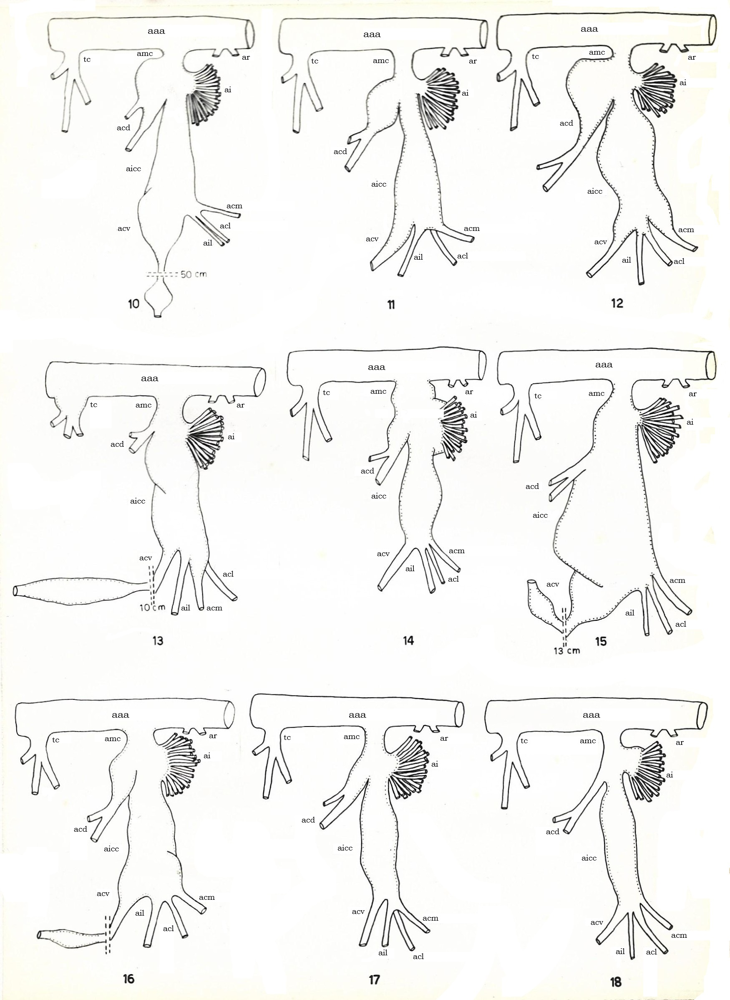 aaa
tc
amc
ar
ai
acd
aicc
acm
acl
acv
ail
50 cm
10
aaa
tc
amc
ar
ai
acd
aicc
acm
acv
ail
acl
11
aaa
tc
amc
ar
ai
acd
aicc
acm
acv
ail
acl
12
aaa
tc
amc
ar
ai
acd
aicc
acv
acl
10 cm
ail
acm
13
aaa
tc
amc
ar
ai
acd
aicc
acv
acm
ail
acl
14
aaa
tc
amc
ar
ai
acd
aicc
acv
acm
ail
acl
13 cm
15
aaa
tc
amc
ar
ai
acd
aicc
acv
acm
ail
acl
16
aaa
tc
amc
ar
ai
acd
aicc
acv
acm
ail
acl
17
aaa
tc
amc
ar
ai
acd
aicc
acv
acm
ail
acl
18